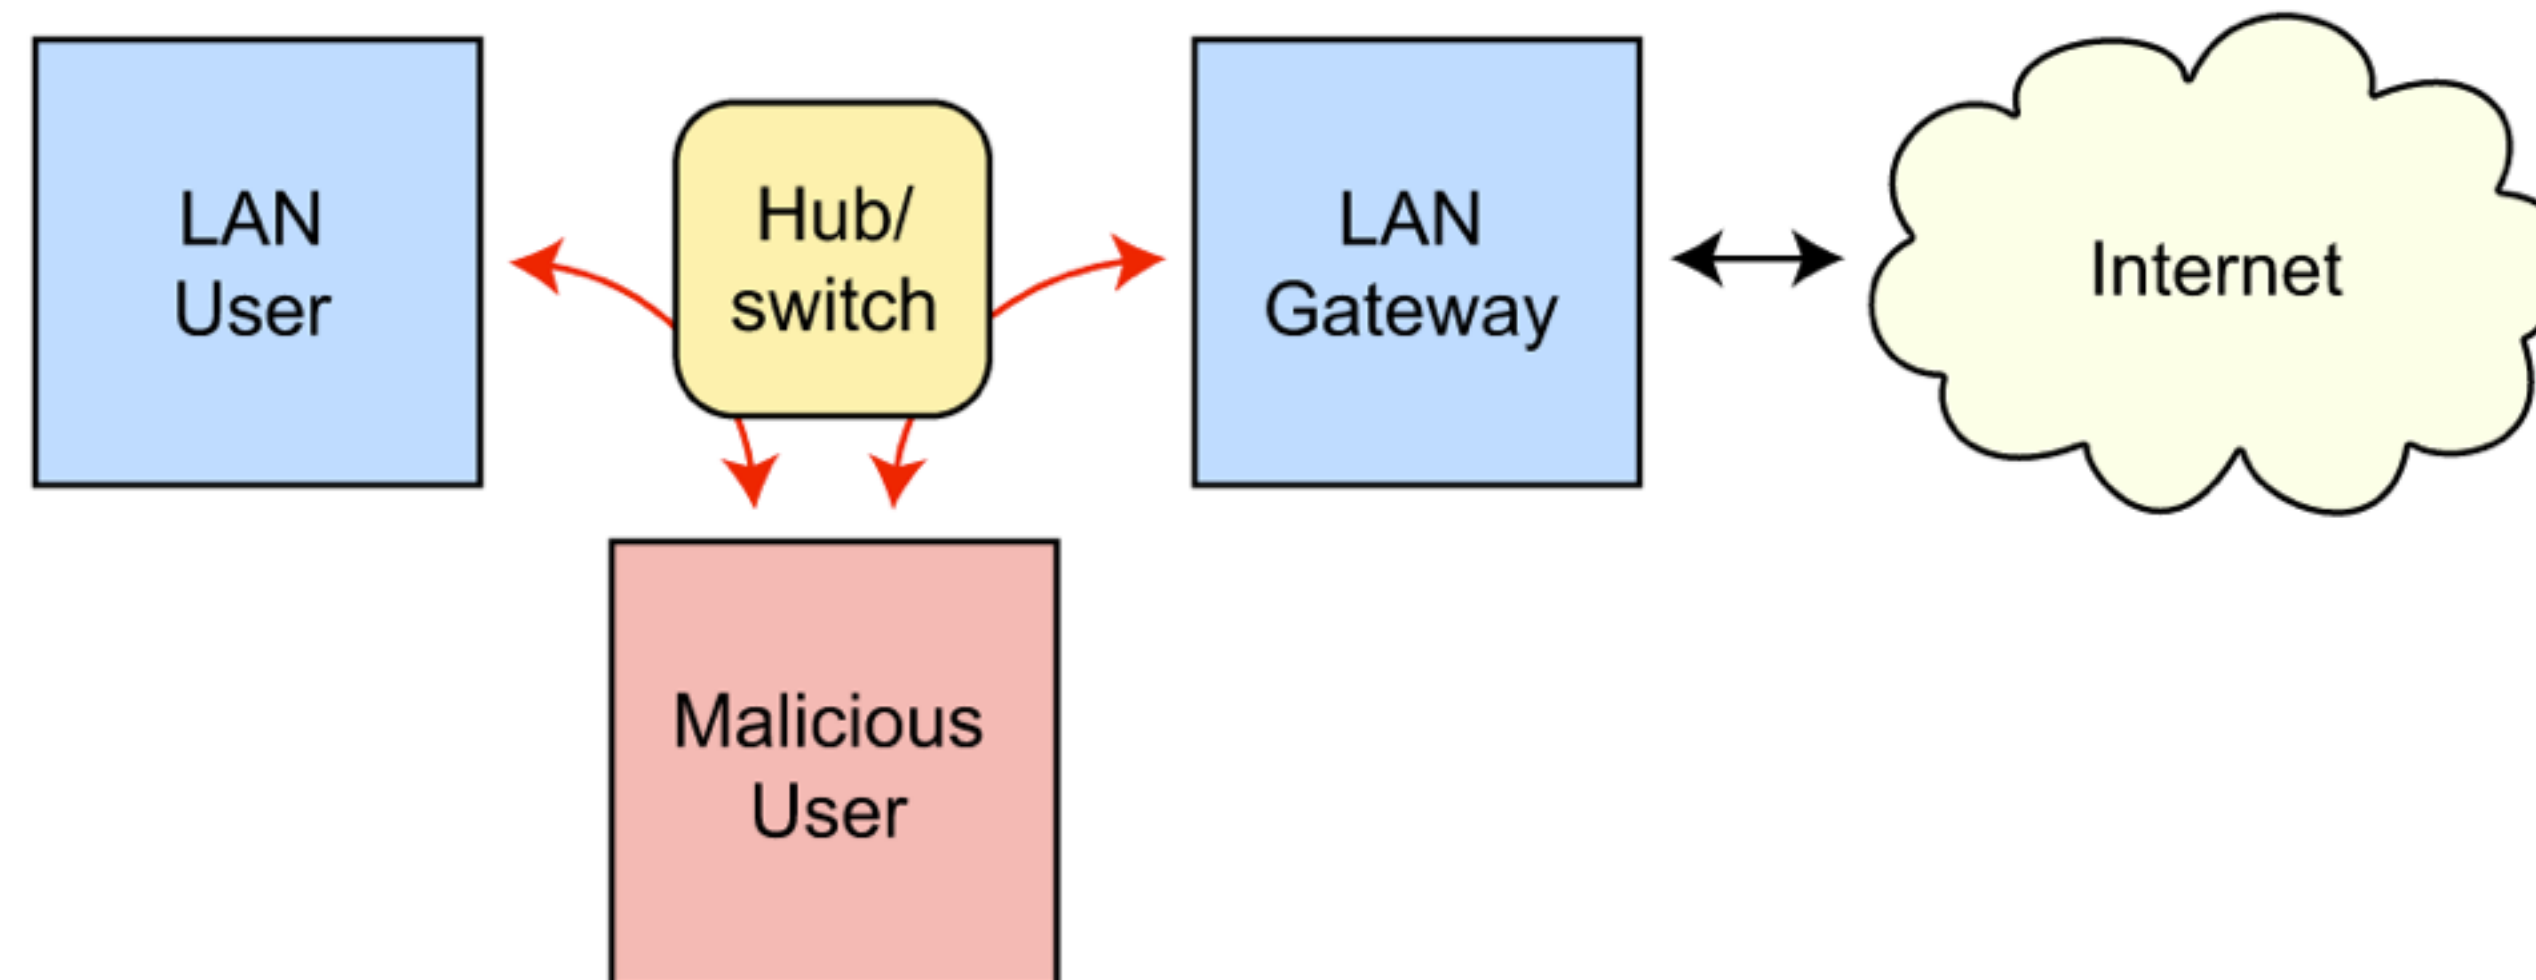 LAN
User
Hub/
switch
LAN
Gateway
Internet
Malicious
User